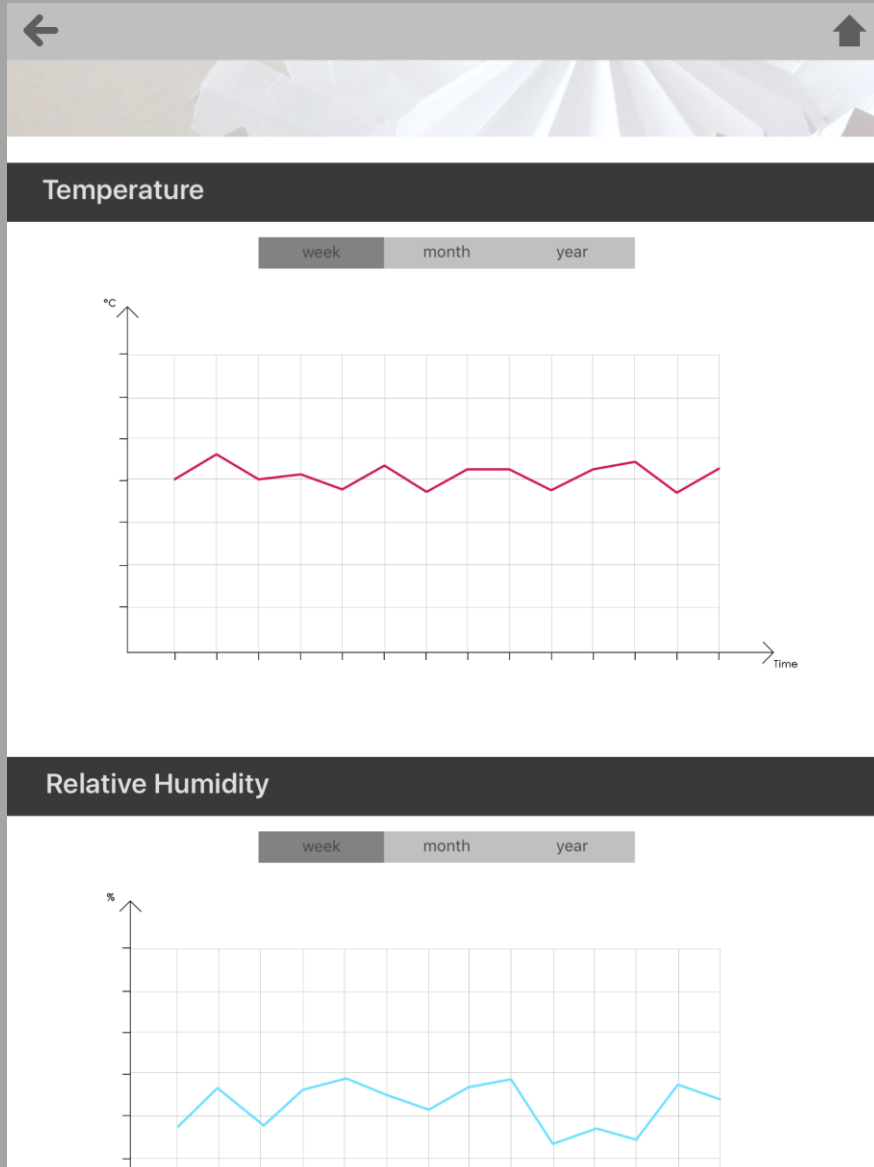 Temperature
week month year
°C
Time
Relative Humidity
week month year
%